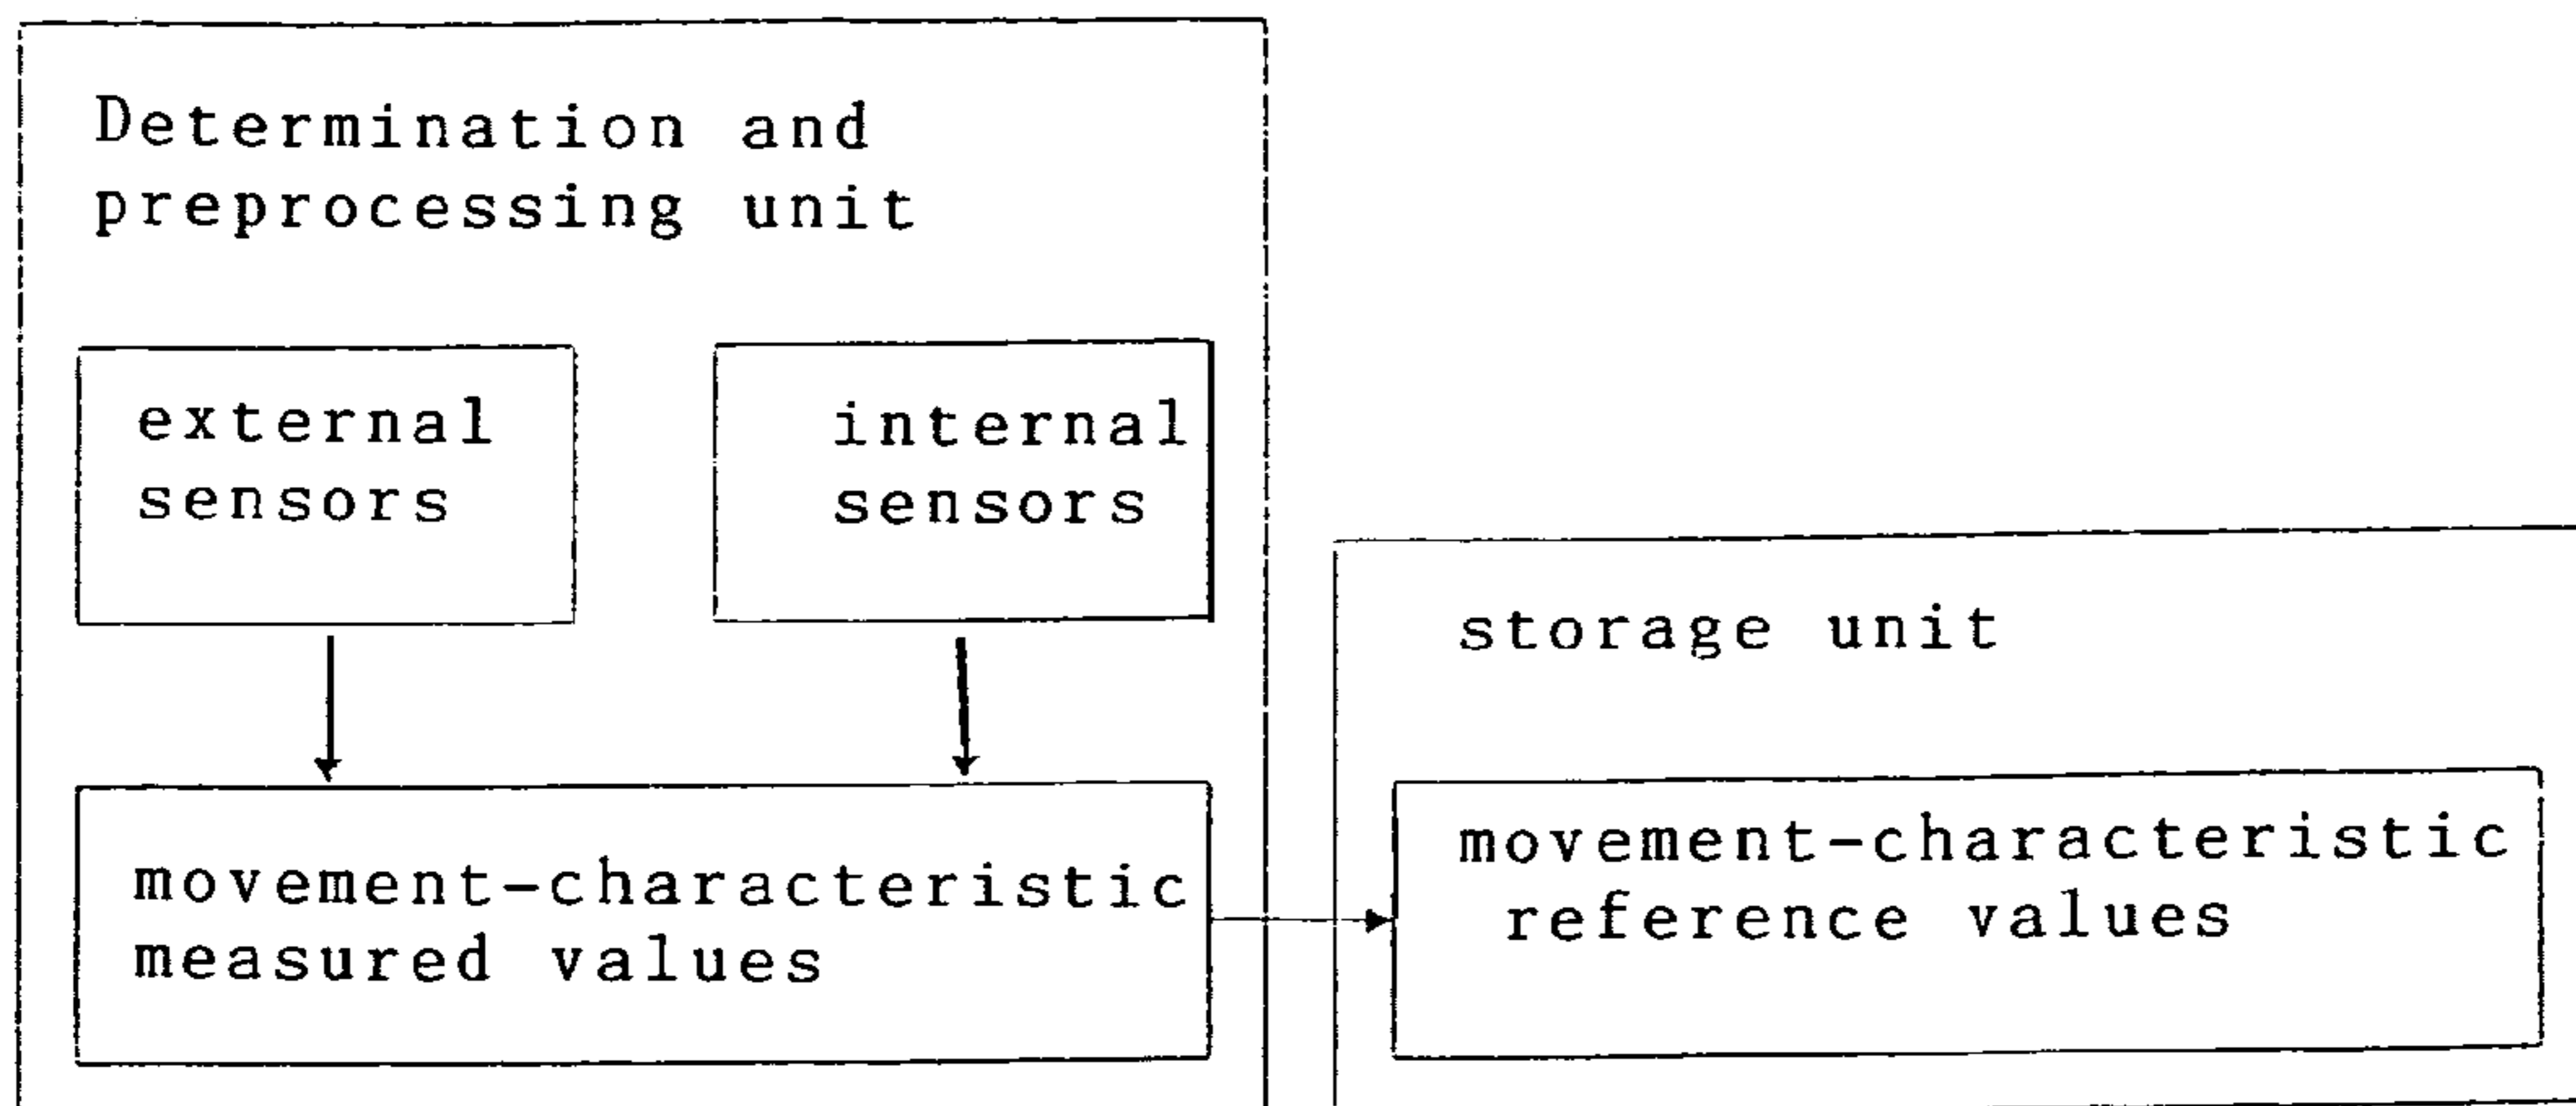 Determination and
preprocessing unit
external
sensors
internal
sensors
storage unit
movement-characteristic
measured values
movement-characteristic
reference values